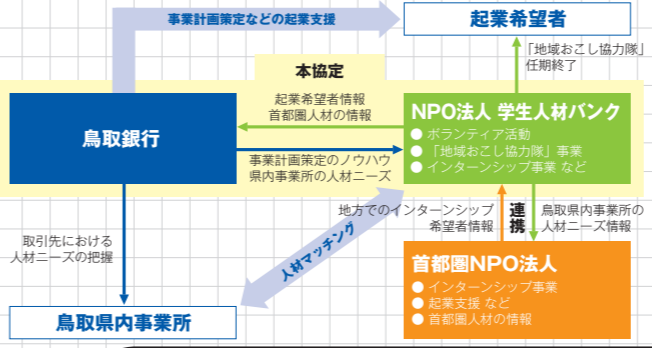 事業計画策定などの起業支援
起業希望者
「地域おこし協力隊」
任期終了
本協定
起業希望者情報
首都圏人材の情報
鳥取銀行
NPO法人 学生人材バンク
● ボランティア活動
● 「地域おこし協力隊」事業
● インターンシップ事業 など
事業計画策定のノウハウ
県内事業所の人材ニーズ
地方でのインターンシップ
希望者情報
連携
鳥取県内事業所の
人材ニーズ情報
取引先における
人材ニーズの把握
人材マッチング
首都圏NPO法人
● インターンシップ事業
● 起業支援 など
● 首都圏人材の情報
鳥取県内事業所